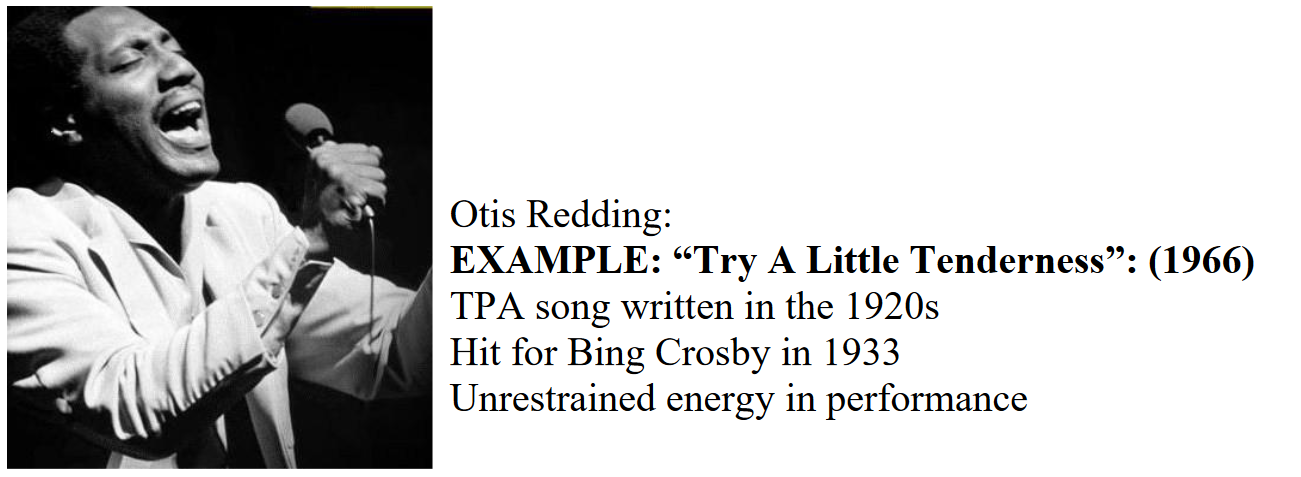 Otis Redding:
EXAMPLE: “Try A Little Tenderness”: (1966)
TPA song written in the 1920s
Hit for Bing Crosby in 1933
Unrestrained energy in performance